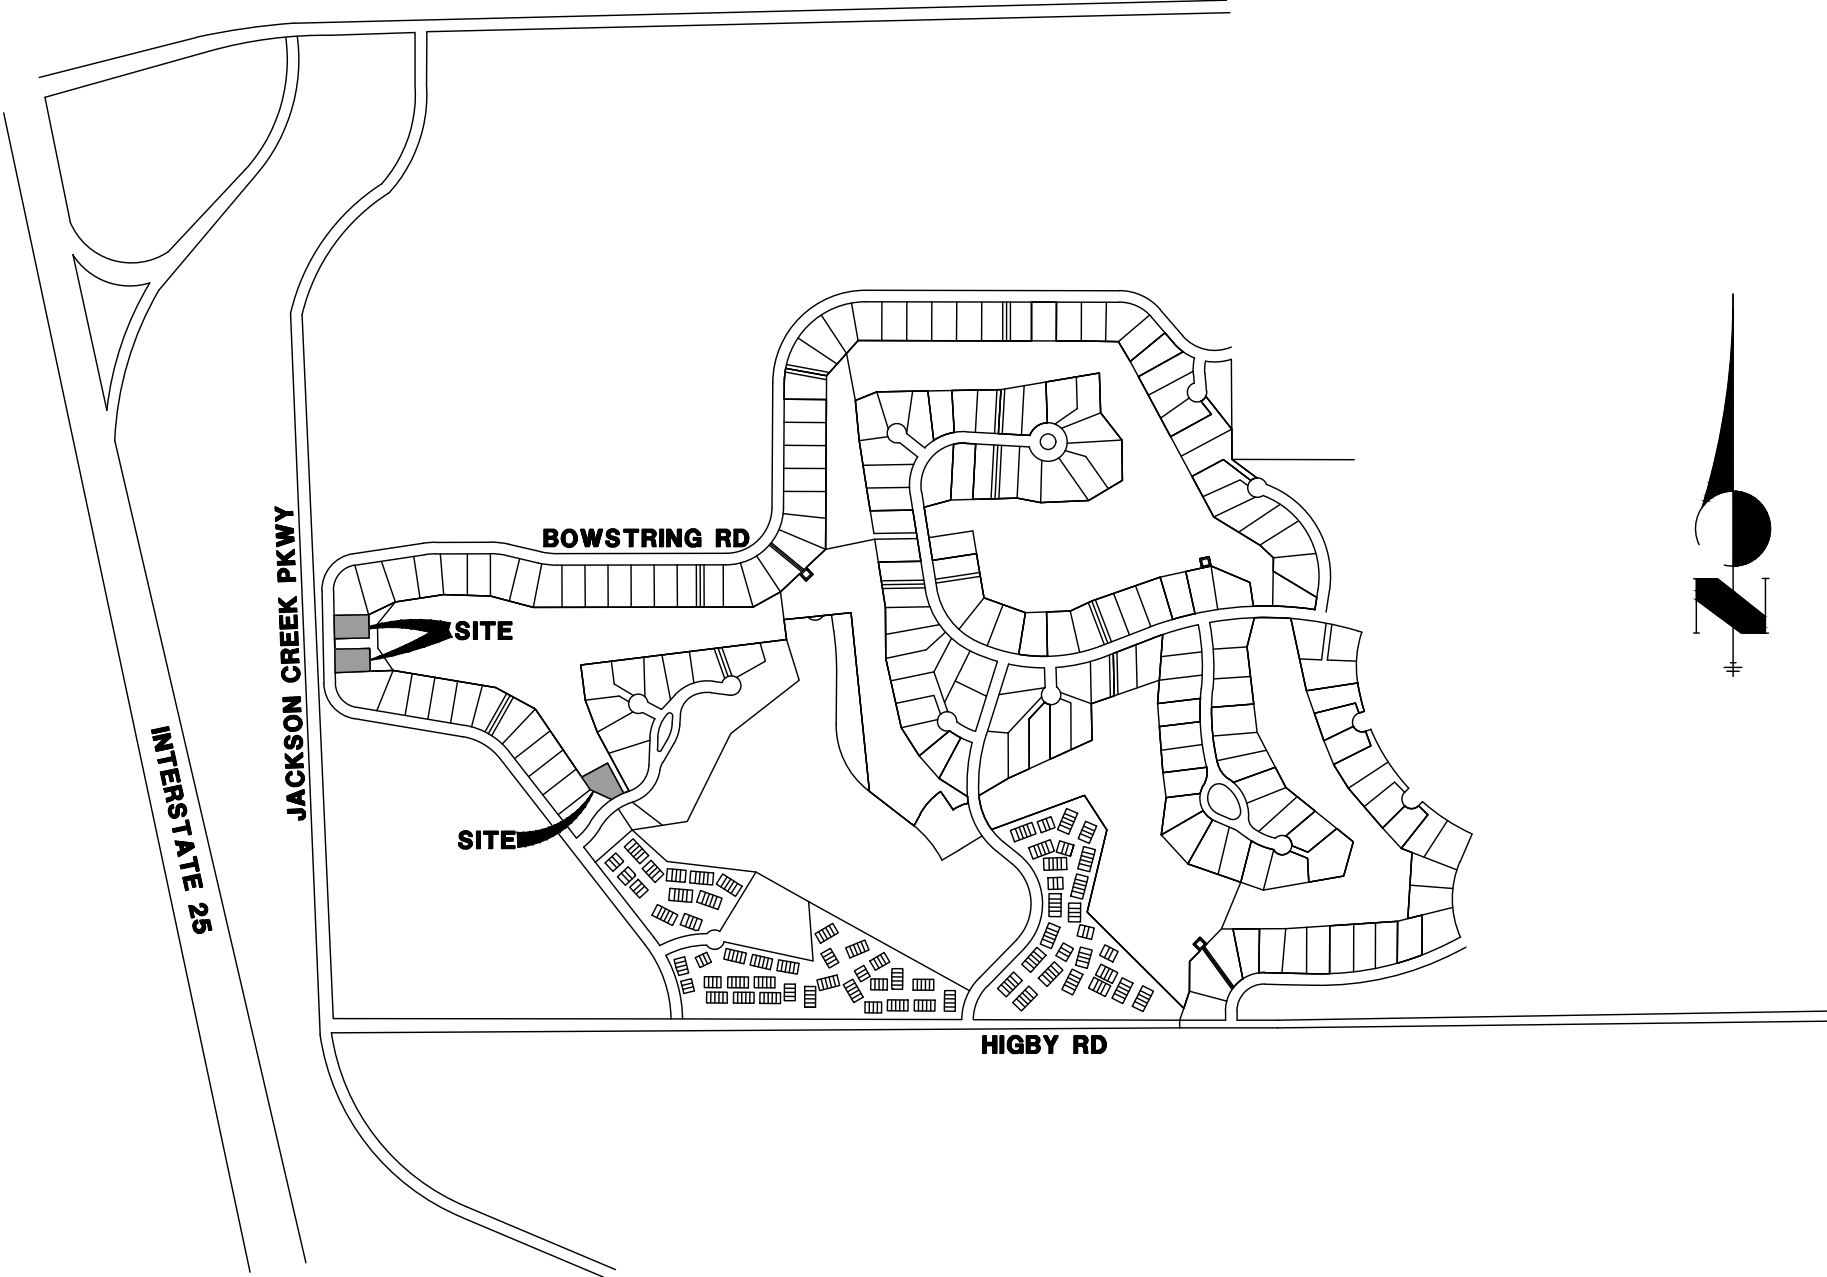 BOWSTRING RD
JACKSON CREEK PKWY
SITE
SITE
INTERSTATE 25
HIGBY RD
N